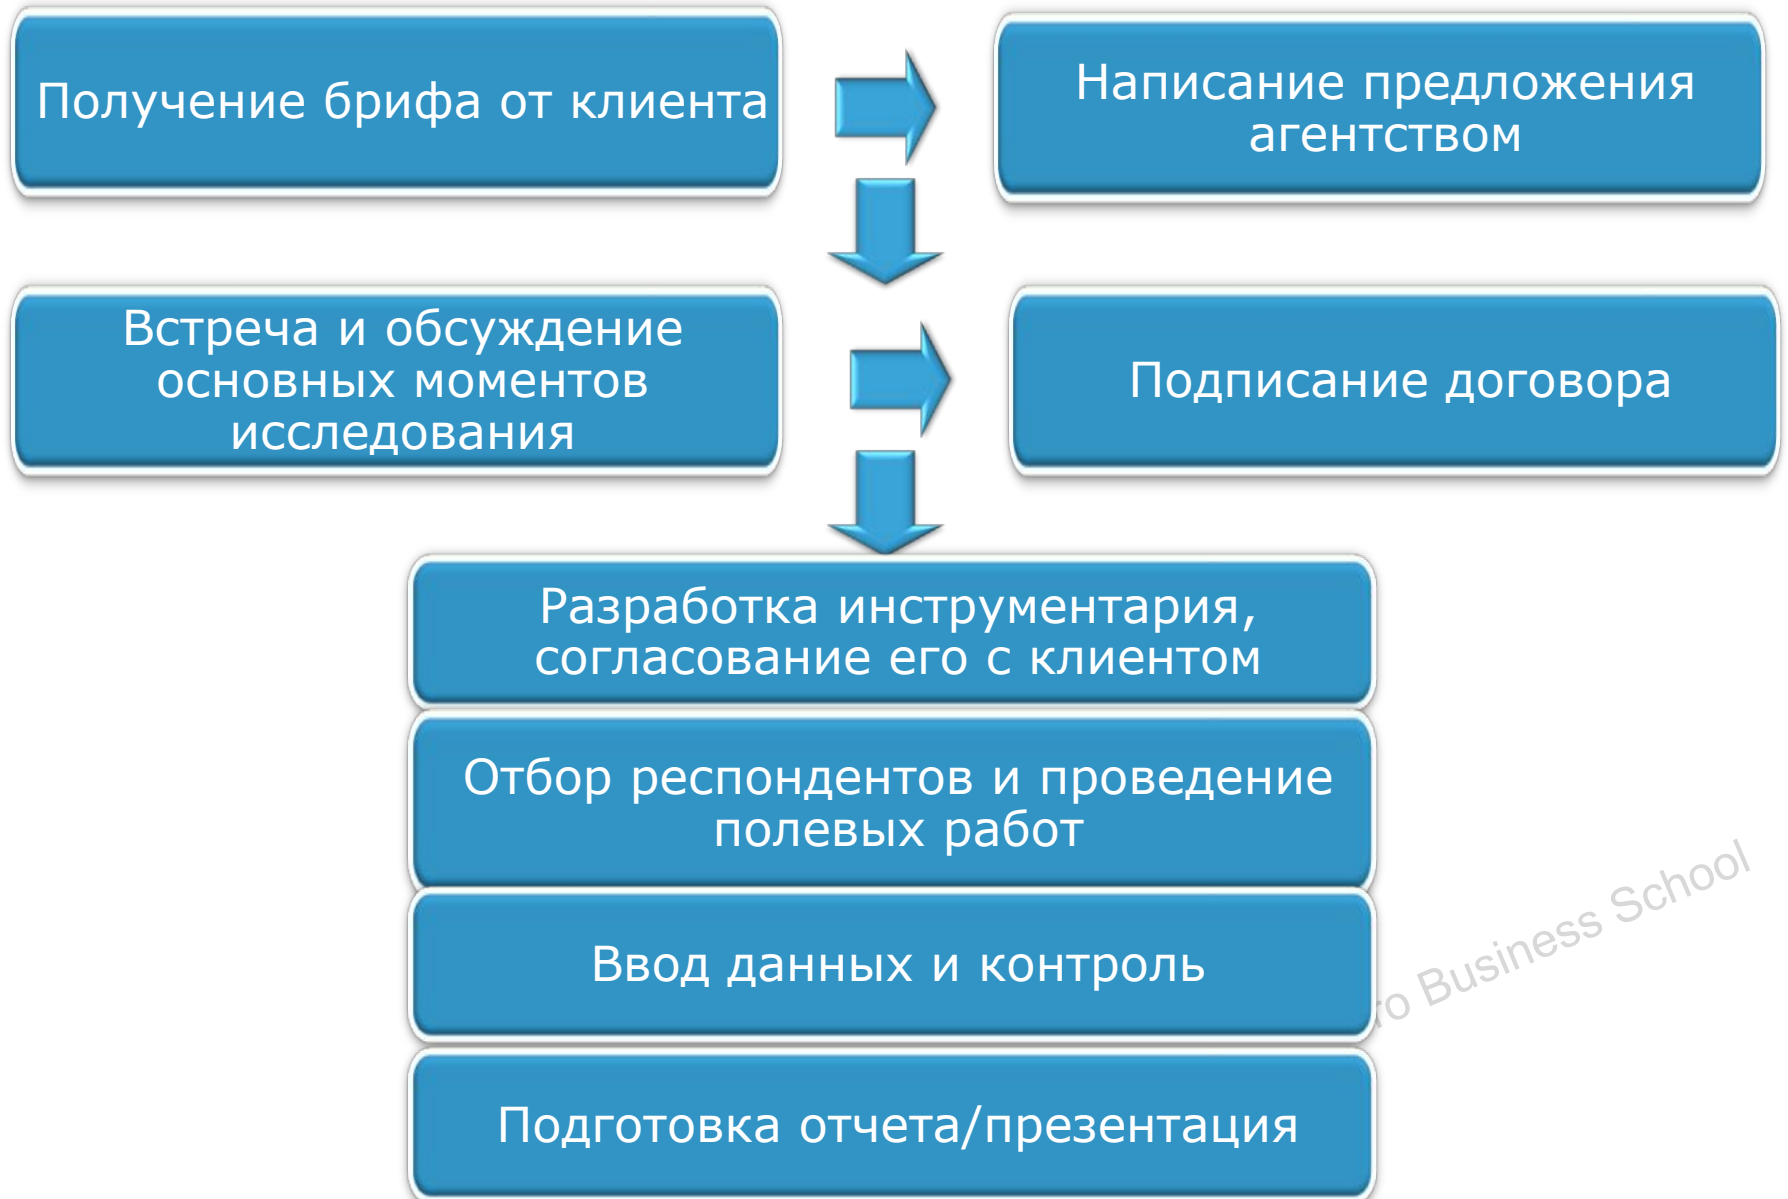 Получение брифа от клиента
Написание предложения
агентством
Встреча и обсуждение
основных моментов
исследования
Подписание договора
Разработка инструментария,
согласование его с клиентом
Отбор респондентов и проведение
полевых работ
Ввод данных и контроль
Business School
Подготовка отчета/презентация